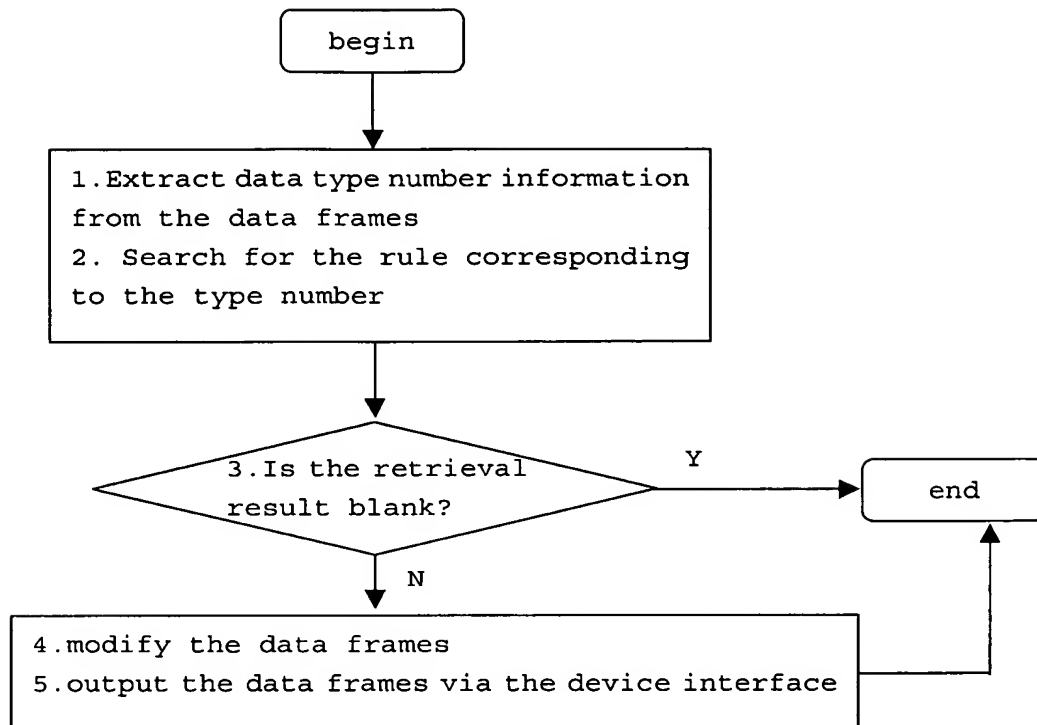 begin
1.Extract data type number information
from the data frames
2. Search for the rule corresponding
to the type number
3.Is the retrieval
result blank?
Y
end
N
4.modify the data frames
5.output the data frames via the device interface